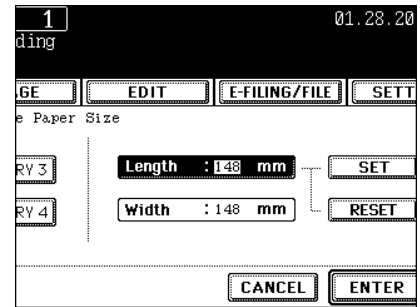 1 01.28.20
ding
GE EDIT E-FILING/FILE SETT
e Paper Size
RY 3 Length : 148 mm SET
RY 4 Width : 148 mm RESET
CANCEL ENTER